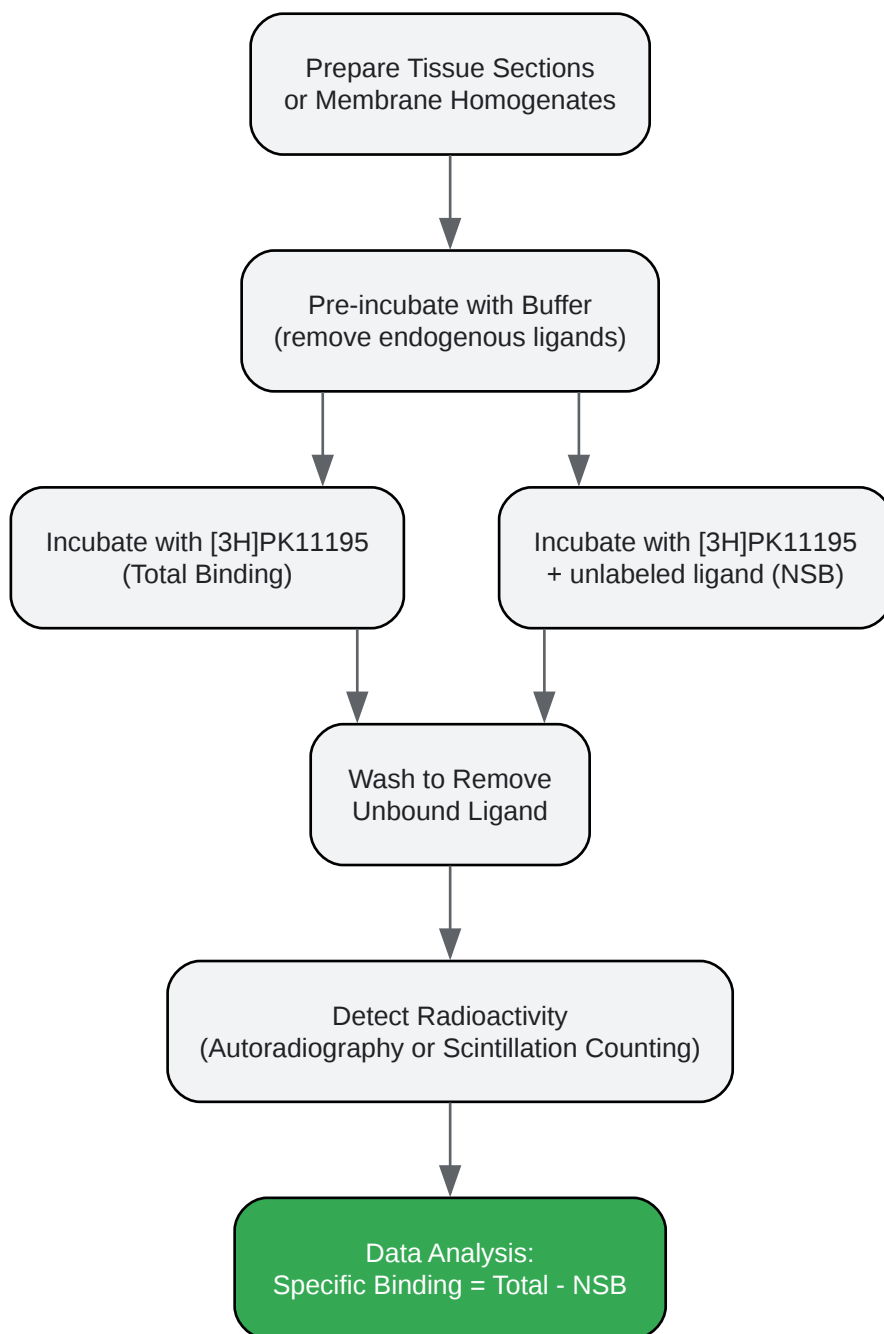 Prepare Tissue Sections
or Membrane Homogenates
Pre-incubate with Buffer
(remove endogenous ligands)
Incubate with [3H]PK11195
(Total Binding)
Incubate with [3H]PK11195
+ unlabeled ligand (NSB)
Wash to Remove
Unbound Ligand
Detect Radioactivity
(Autoradiography or Scintillation Counting)
Data Analysis:
Specific Binding = Total - NSB